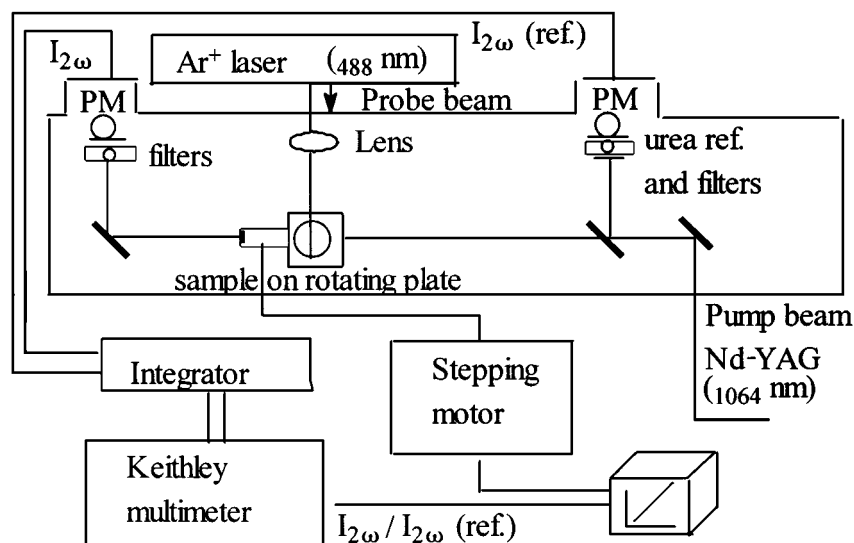 I2ω (ref.)
I2ω
Ar+ laser (488 nm)
PM
Probe beam
PM
filters
Lens
urea ref.
and filters
sample on rotating plate
Pump beam
Nd-YAG
(1064 nm)
Integrator
Stepping
motor
Keithley
multimeter
I2ω / I2ω (ref.)